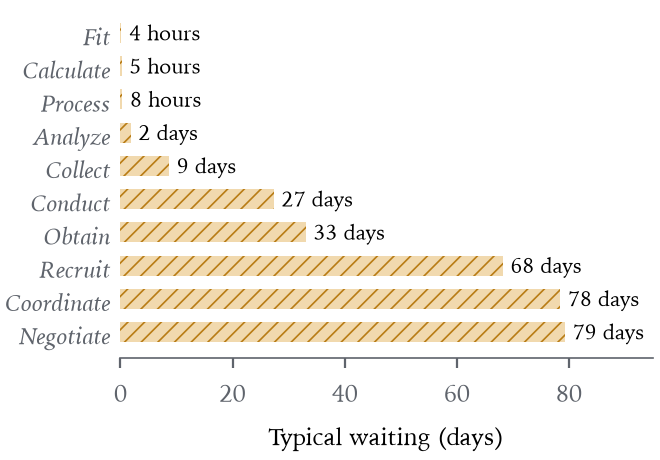 Fit 4 hours
Calculate 5 hours
Process 8 hours
Analyze 2 days
Collect 9 days
Conduct 27 days
Obtain 33 days
Recruit 68 days
Coordinate 78 days
Negotiate 79 days
0 20 40 60 80
Typical waiting (days)